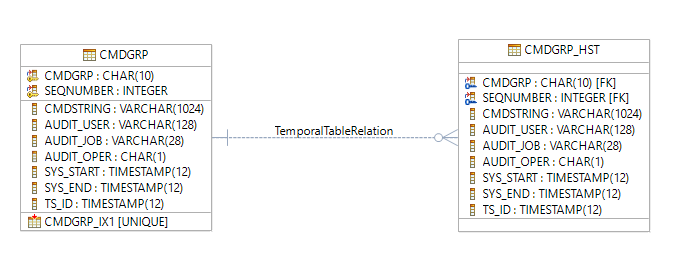 CMDGRP
CMDGRP : CHAR(10)
SEQNUMBER : INTEGER
CMDSTRING : VARCHAR(1024)
AUDIT_USER : VARCHAR(128)
AUDIT_JOB : VARCHAR(28)
AUDIT_OPER : CHAR(1)
SYS_START : TIMESTAMP(12)
SYS_END : TIMESTAMP(12)
TS_ID : TIMESTAMP(12)
CMDGRP_IX1 [UNIQUE]
TemporalTableRelation
CMDGRP_HST
CMDGRP : CHAR(10) [FK]
SEQNUMBER : INTEGER [FK]
CMDSTRING : VARCHAR(1024)
AUDIT_USER : VARCHAR(128)
AUDIT_JOB : VARCHAR(28)
AUDIT_OPER : CHAR(1)
SYS_START : TIMESTAMP(12)
SYS_END : TIMESTAMP(12)
TS_ID : TIMESTAMP(12)